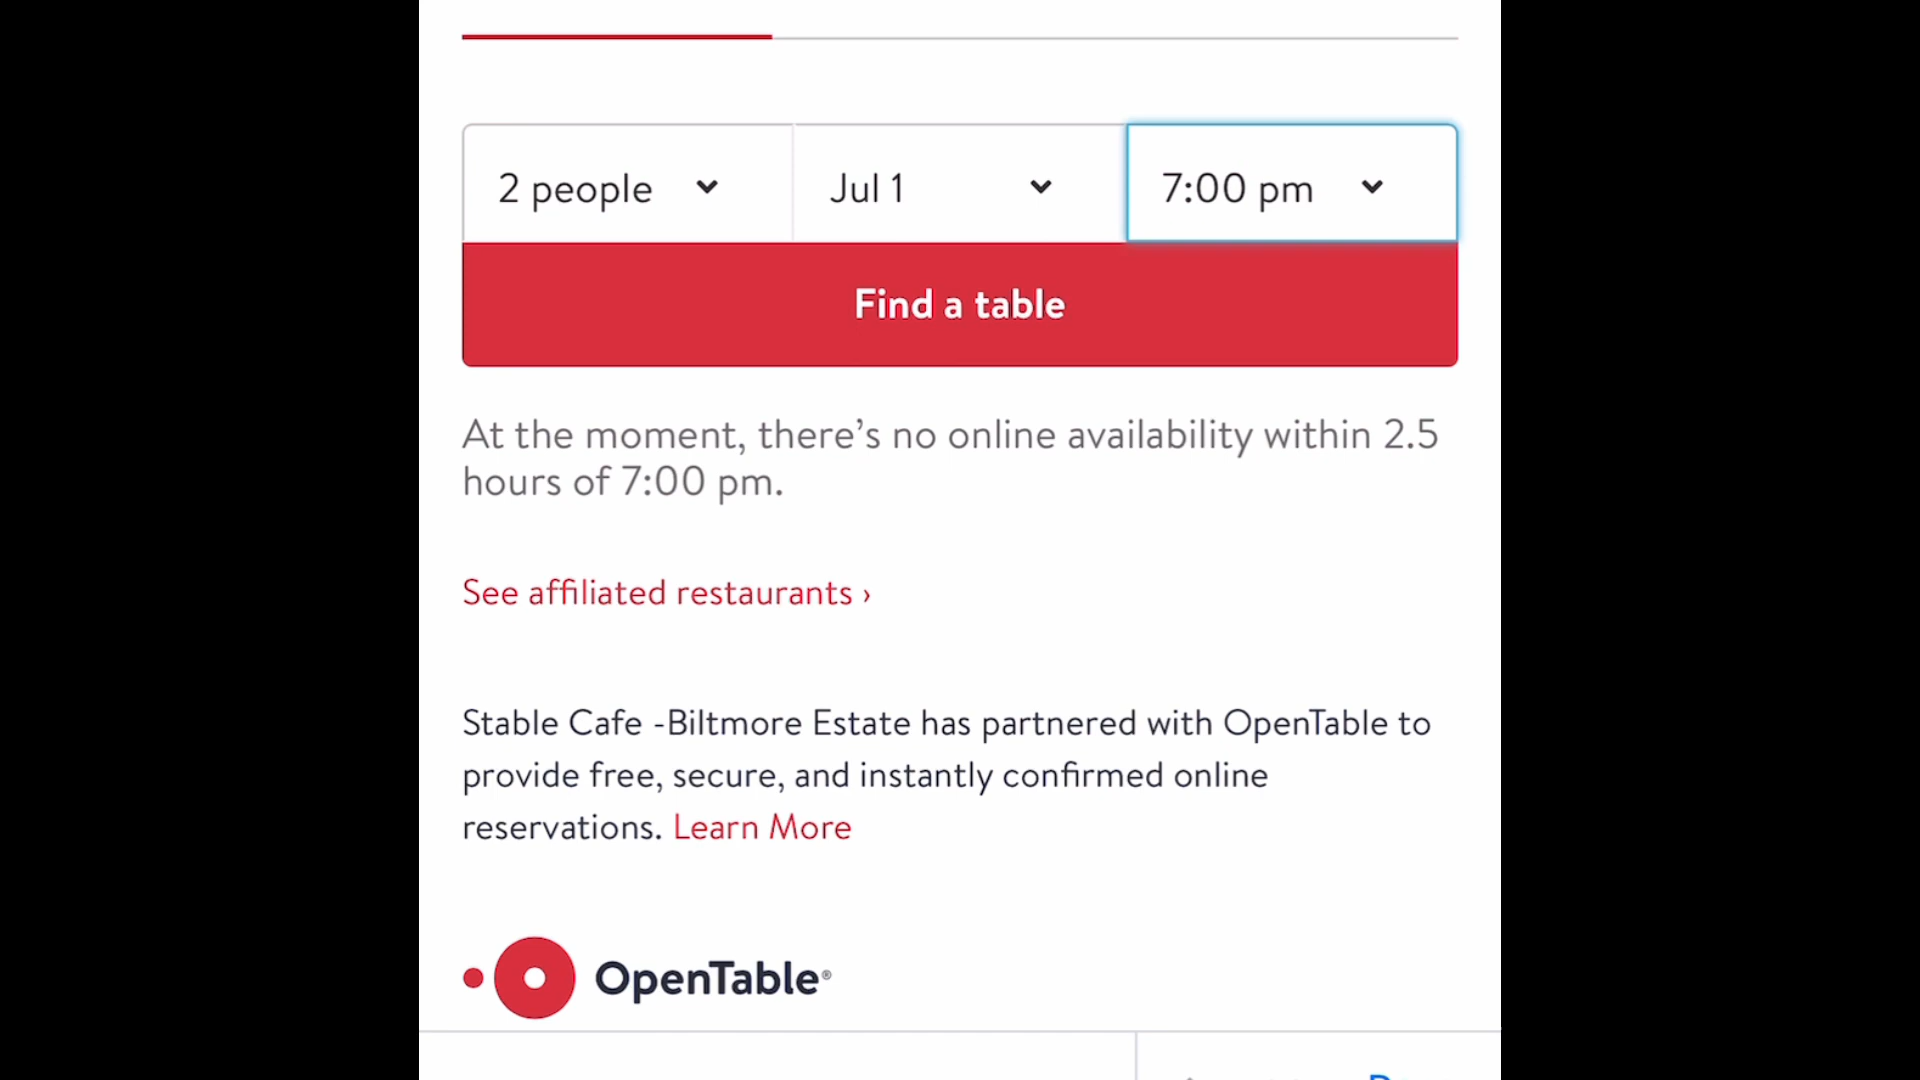 2 people Jul 1 7:00 pm
Find a table
At the moment, there’s no online availability within 2.5
hours of 7:00 pm.
See affiliated restaurants ›
Stable Cafe -Biltmore Estate has partnered with OpenTable to
provide free, secure, and instantly confirmed online
reservations. Learn More
OpenTable®